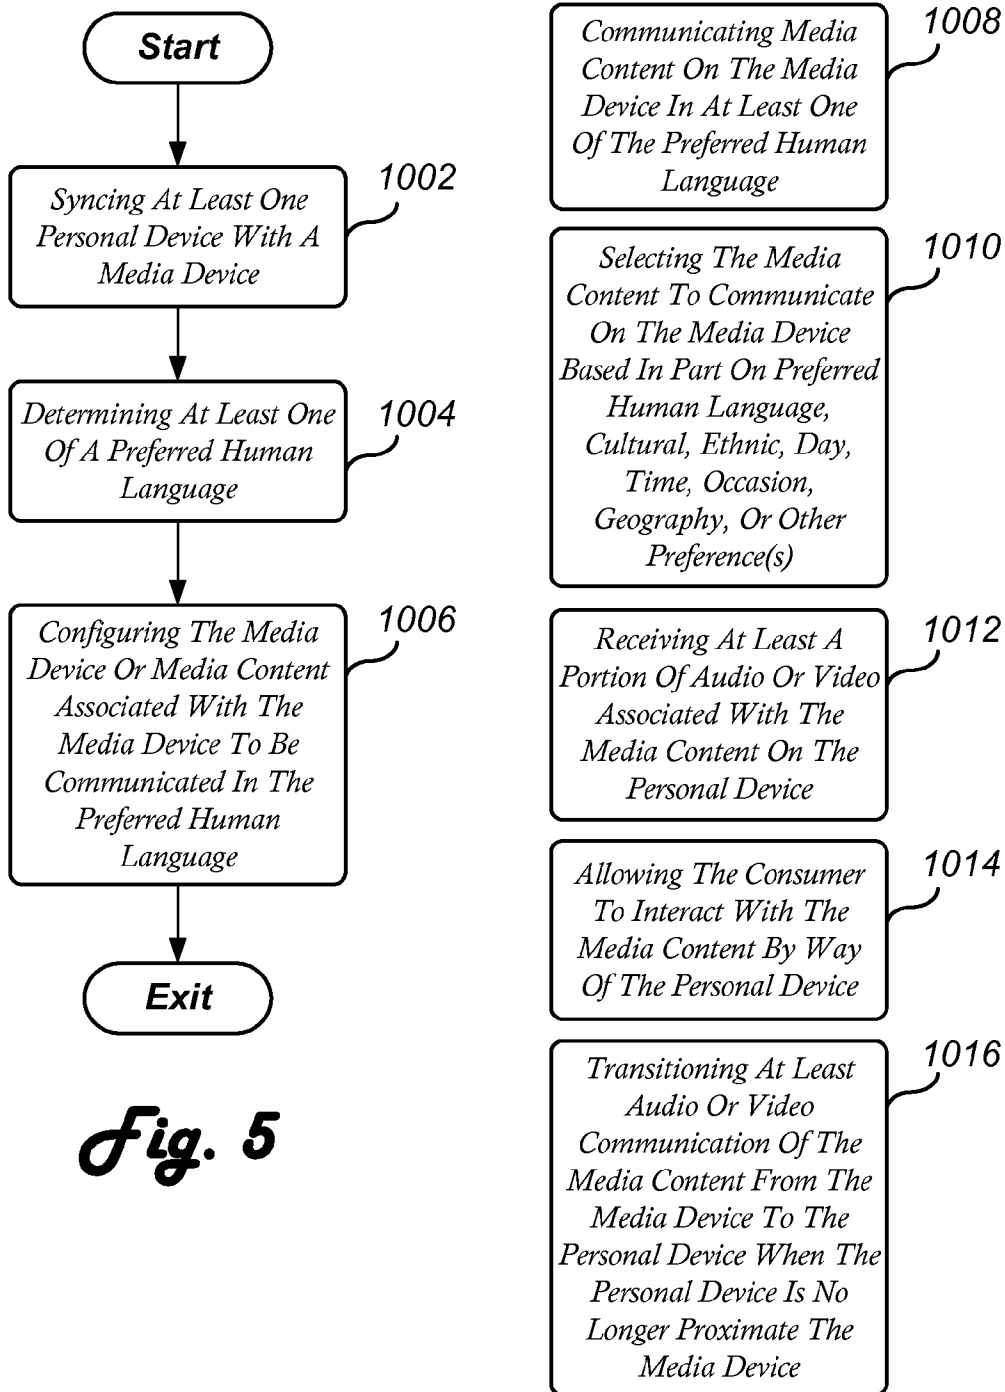 Start
1002
Syncing At Least One
Personal Device With A
Media Device
1004
Determining At Least One
Of A Preferred Human
Language
1006
Configuring The Media
Device Or Media Content
Associated With The
Media Device To Be
Communicated In The
Preferred Human
Language
Exit
Fig. 5
1008
Communicating Media
Content On The Media
Device In At Least One
Of The Preferred Human
Language
1010
Selecting The Media
Content To Communicate
On The Media Device
Based In Part On Preferred
Human Language,
Cultural, Ethnic, Day,
Time, Occasion,
Geography, Or Other
Preference(s)
1012
Receiving At Least A
Portion Of Audio Or Video
Associated With The
Media Content On The
Personal Device
1014
Allowing The Consumer
To Interact With The
Media Content By Way
Of The Personal Device
1016
Transitioning At Least
Audio Or Video
Communication Of The
Media Content From The
Media Device To The
Personal Device When The
Personal Device Is No
Longer Proximate The
Media Device